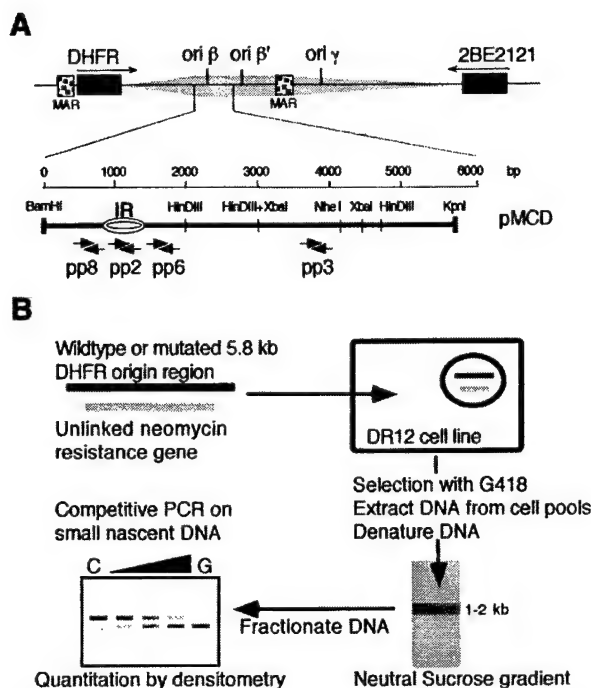 A
DHFR
ori β
ori β'
ori γ
2BE2121
MAR
MAR
0 1000 2000 3000 4000 5000 6000 bp
BamHI
IR
HinDIII
HinDIII+XbaI
Nhe I
XbaI
HinDIII
KpnI
pMCD
pp8
pp2
pp6
pp3
B
Wildtype or mutated 5.8 kb
DHFR origin region
Unlinked neomycin
resistance gene
DR12 cell line
Selection with G418
Extract DNA from cell pools
Denature DNA
Competitive PCR on
small nascent DNA
C G
1-2 kb
Fractionate DNA
Quantitation by densitometry
Neutral Sucrose gradient